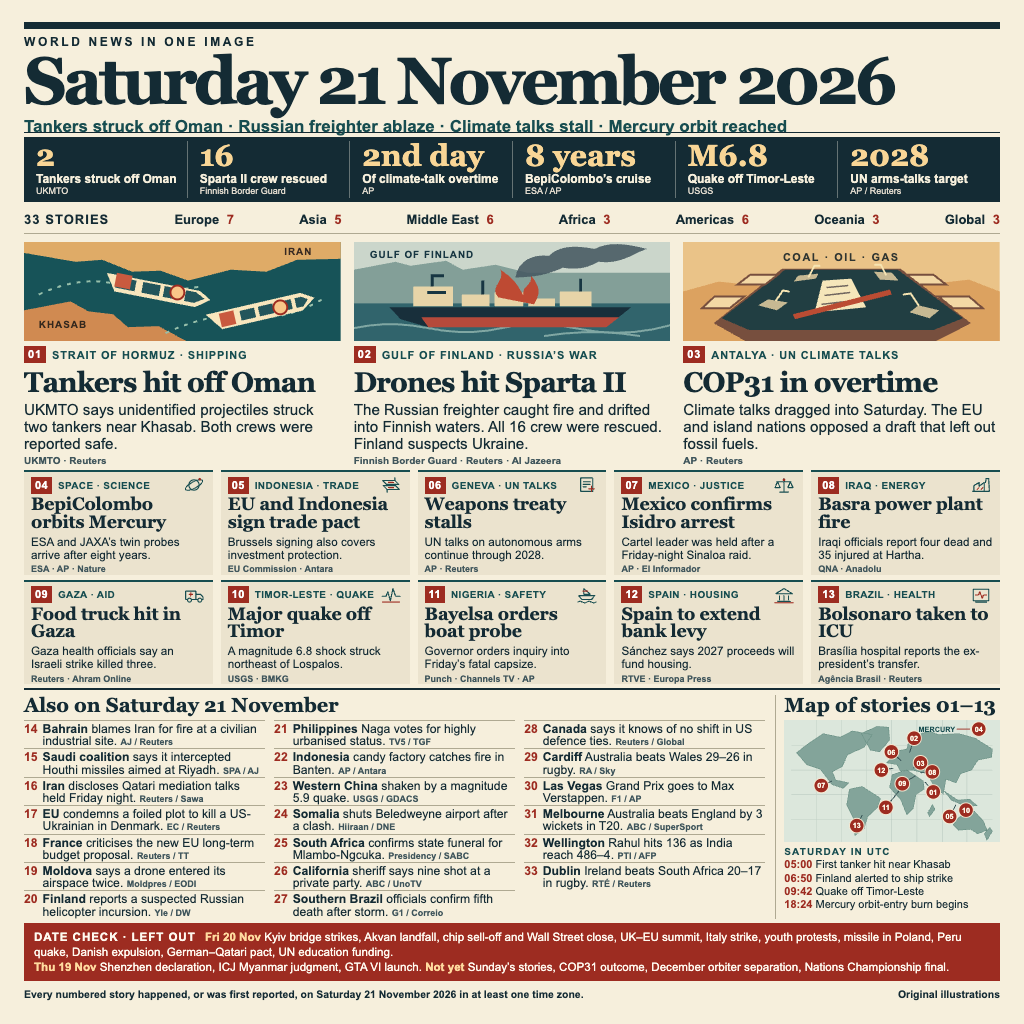 WORLD NEWS IN ONE IMAGE
Saturday 21 November 2026
Tankers struck off Oman · Russian freighter ablaze · Climate talks stall · Mercury orbit reached
2
Tankers struck off Oman
UKMTO
16
Sparta II crew rescued
Finnish Border Guard
2nd day
Of climate-talk overtime
AP
8 years
BepiColombo's cruise
ESA / AP
M6.8
Quake off Timor-Leste
USGS
2028
UN arms-talks target
AP / Reuters
33 STORIES Europe 7 Asia 5 Middle East 6 Africa 3 Americas 6 Oceania 3 Global 3
IRAN
KHASAB
01 STRAIT OF HORMUZ · SHIPPING
Tankers hit off Oman
UKMTO says unidentified projectiles struck
two tankers near Khasab. Both crews were
reported safe.
UKMTO · Reuters
GULF OF FINLAND
02 GULF OF FINLAND · RUSSIA'S WAR
Drones hit Sparta II
The Russian freighter caught fire and drifted
into Finnish waters. All 16 crew were rescued.
Finland suspects Ukraine.
Finnish Border Guard · Reuters · Al Jazeera
COAL · OIL · GAS
03 ANTALYA · UN CLIMATE TALKS
COP31 in overtime
Climate talks dragged into Saturday. The EU
and island nations opposed a draft that left out
fossil fuels.
AP · Reuters
04 SPACE · SCIENCE
BepiColombo
orbits Mercury
ESA and JAXA's twin probes
arrive after eight years.
ESA · AP · Nature
05 INDONESIA · TRADE
EU and Indonesia
sign trade pact
Brussels signing also covers
investment protection.
EU Commission · Antara
06 GENEVA · UN TALKS
Weapons treaty
stalls
UN talks on autonomous arms
continue through 2028.
AP · Reuters
07 MEXICO · JUSTICE
Mexico confirms
Isidro arrest
Cartel leader was held after a
Friday-night Sinaloa raid.
AP · El Informador
08 IRAQ · ENERGY
Basra power plant
fire
Iraqi officials report four dead and
35 injured at Hartha.
QNA · Anadolu
09 GAZA · AID
Food truck hit in
Gaza
Gaza health officials say an
Israeli strike killed three.
Reuters · Ahram Online
10 TIMOR-LESTE · QUAKE
Major quake off
Timor
A magnitude 6.8 shock struck
northeast of Lospalos.
USGS · BMKG
11 NIGERIA · SAFETY
Bayelsa orders
boat probe
Governor orders inquiry into
Friday's fatal capsize.
Punch · Channels TV · AP
12 SPAIN · HOUSING
Spain to extend
bank levy
Sánchez says 2027 proceeds will
fund housing.
RTVE · Europa Press
13 BRAZIL · HEALTH
Bolsonaro taken to
ICU
Brasília hospital reports the ex-
president's transfer.
Agência Brasil · Reuters
Also on Saturday 21 November
14 Bahrain blames Iran for fire at a civilian
industrial site. AJ / Reuters
15 Saudi coalition says it intercepted
Houthi missiles aimed at Riyadh. SPA / AJ
16 Iran discloses Qatari mediation talks
held Friday night. Reuters / Sawa
17 EU condemns a foiled plot to kill a US-
Ukrainian in Denmark. EC / Reuters
18 France criticises the new EU long-term
budget proposal. Reuters / TT
19 Moldova says a drone entered its
airspace twice. Moldpres / EODI
20 Finland reports a suspected Russian
helicopter incursion. Yle / DW
21 Philippines Naga votes for highly
urbanised status. TV5 / TGF
22 Indonesia candy factory catches fire in
Banten. AP / Antara
23 Western China shaken by a magnitude
5.9 quake. USGS / GDACS
24 Somalia shuts Beledweyne airport after
a clash. Hiiraan / DNE
25 South Africa confirms state funeral for
Mlambo-Ngcuka. Presidency / SABC
26 California sheriff says nine shot at a
private party. ABC / UnoTV
27 Southern Brazil officials confirm fifth
death after storm. G1 / Correio
28 Canada says it knows of no shift in US
defence ties. Reuters / Global
29 Cardiff Australia beats Wales 29–26 in
rugby. RA / Sky
30 Las Vegas Grand Prix goes to Max
Verstappen. F1 / AP
31 Melbourne Australia beats England by 3
wickets in T20. ABC / SuperSport
32 Wellington Rahul hits 136 as India
reach 486–4. PTI / AFP
33 Dublin Ireland beats South Africa 20–17
in rugby. RTÉ / Reuters
Map of stories 01–13
MERCURY 04
02
06
03
12
08
09
07
01
11
10
05
13
SATURDAY IN UTC
05:00 First tanker hit near Khasab
06:50 Finland alerted to ship strike
09:42 Quake off Timor-Leste
18:24 Mercury orbit-entry burn begins
DATE CHECK · LEFT OUT Fri 20 Nov Kyiv bridge strikes, Akvan landfall, chip sell-off and Wall Street close, UK–EU summit, Italy strike, youth protests, missile in Poland, Peru
quake, Danish expulsion, German–Qatari pact, UN education funding.
Thu 19 Nov Shenzhen declaration, ICJ Myanmar judgment, GTA VI launch. Not yet Sunday's stories, COP31 outcome, December orbiter separation, Nations Championship final.
Every numbered story happened, or was first reported, on Saturday 21 November 2026 in at least one time zone.
Original illustrations